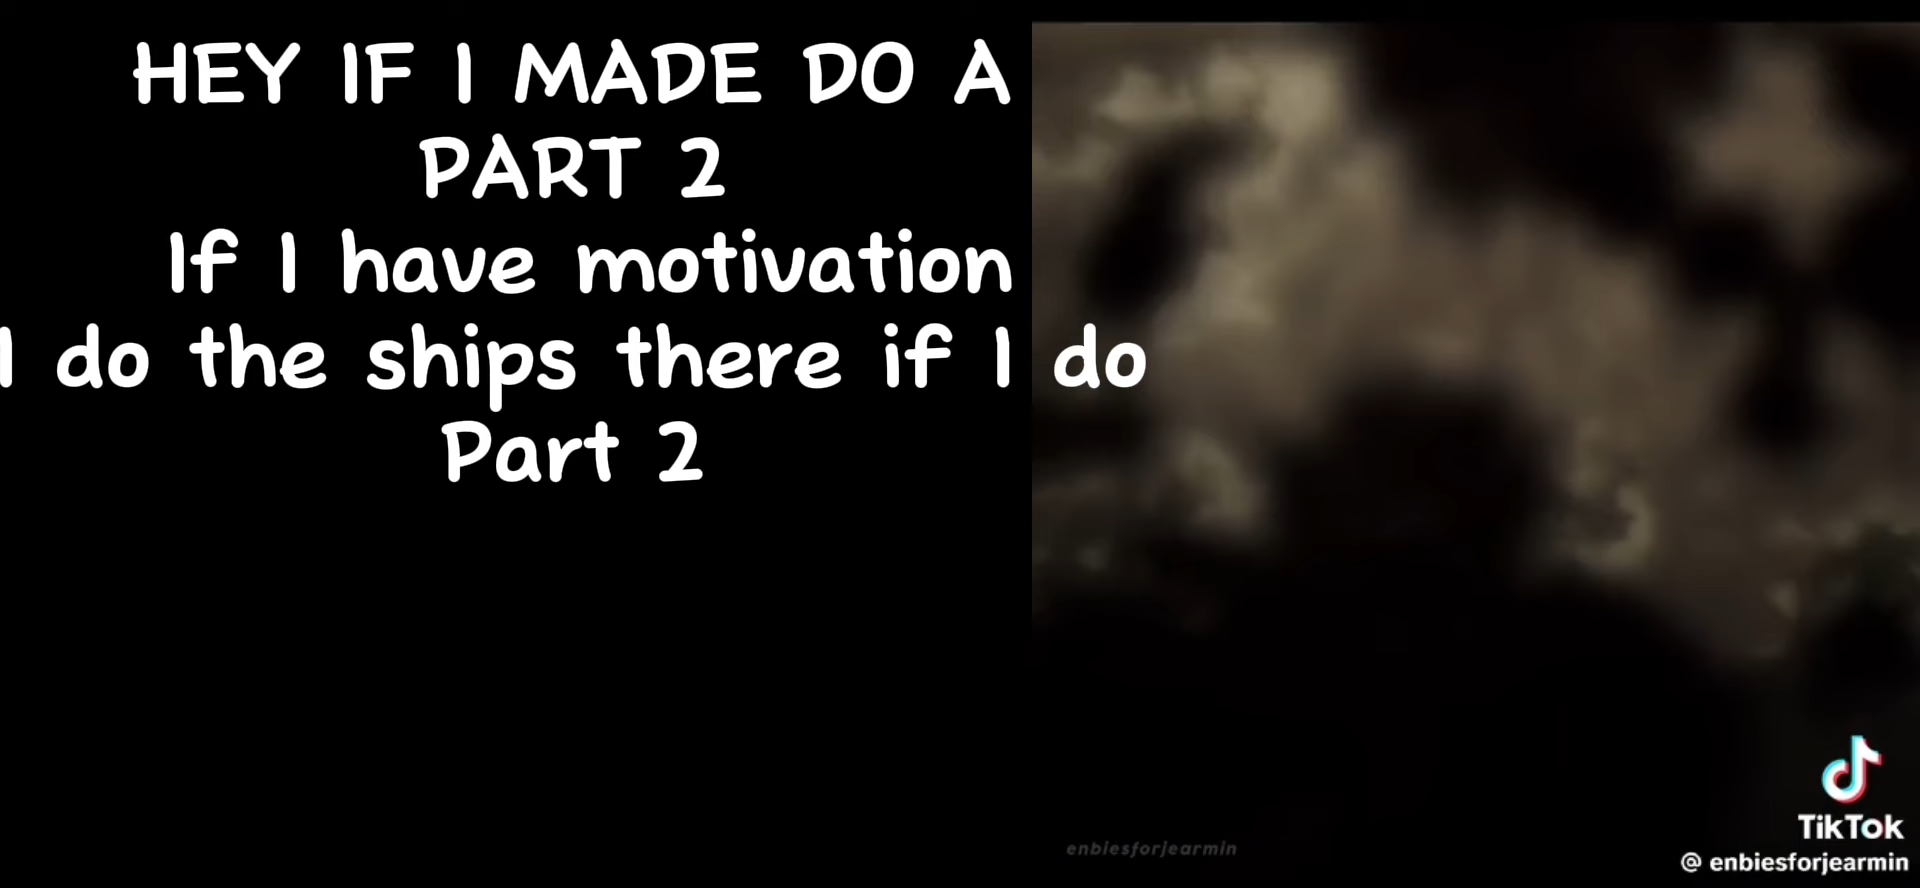 HEY IF I MADE DO A
PART 2
If I have motivation
I do the ships there if I do
Part 2
enbiesforjearmin
TikTok
@ enbiesforjearmin